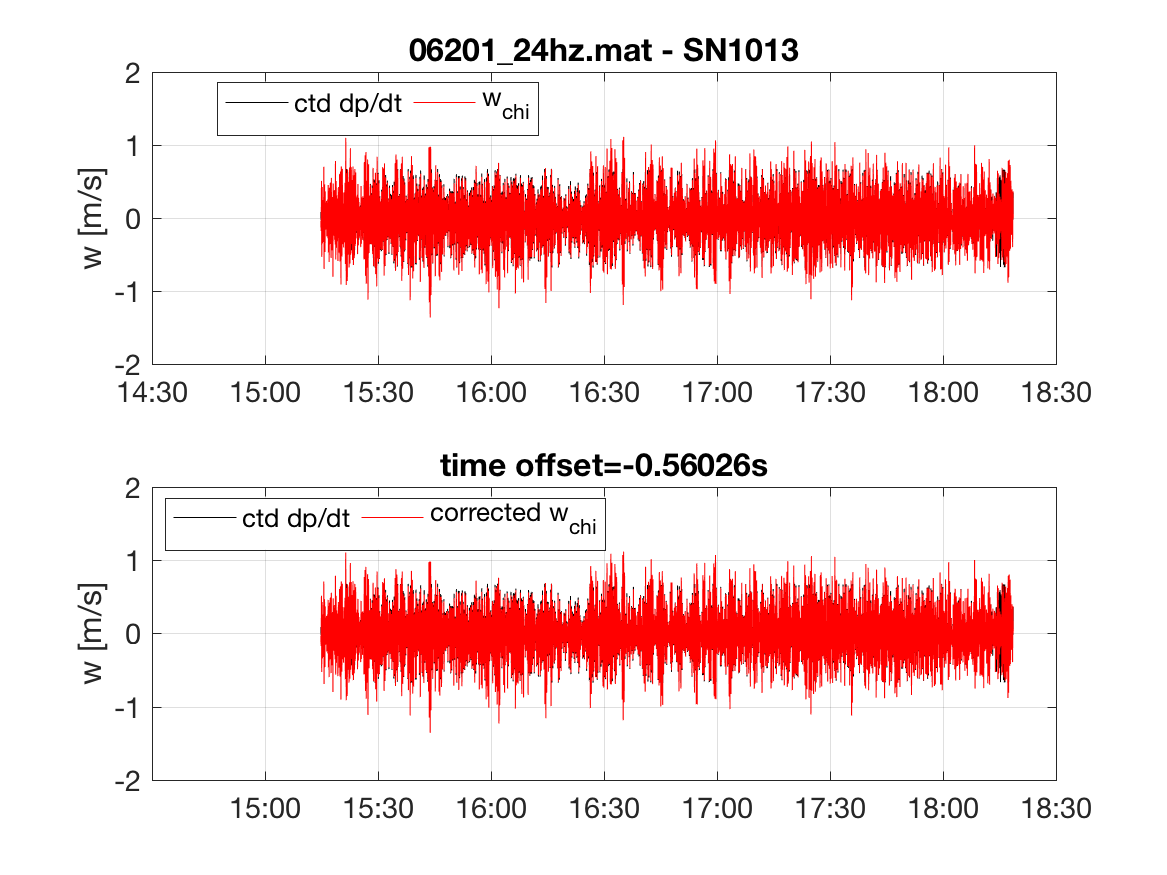 06201_24hz.mat - SN1013
2
ctd dp/dt w_chi
1
0
-1
-2
w [m/s]
14:30 15:00 15:30 16:00 16:30 17:00 17:30 18:00 18:30
time offset=-0.56026s
2
ctd dp/dt corrected w_chi
1
0
-1
-2
w [m/s]
15:00 15:30 16:00 16:30 17:00 17:30 18:00 18:30